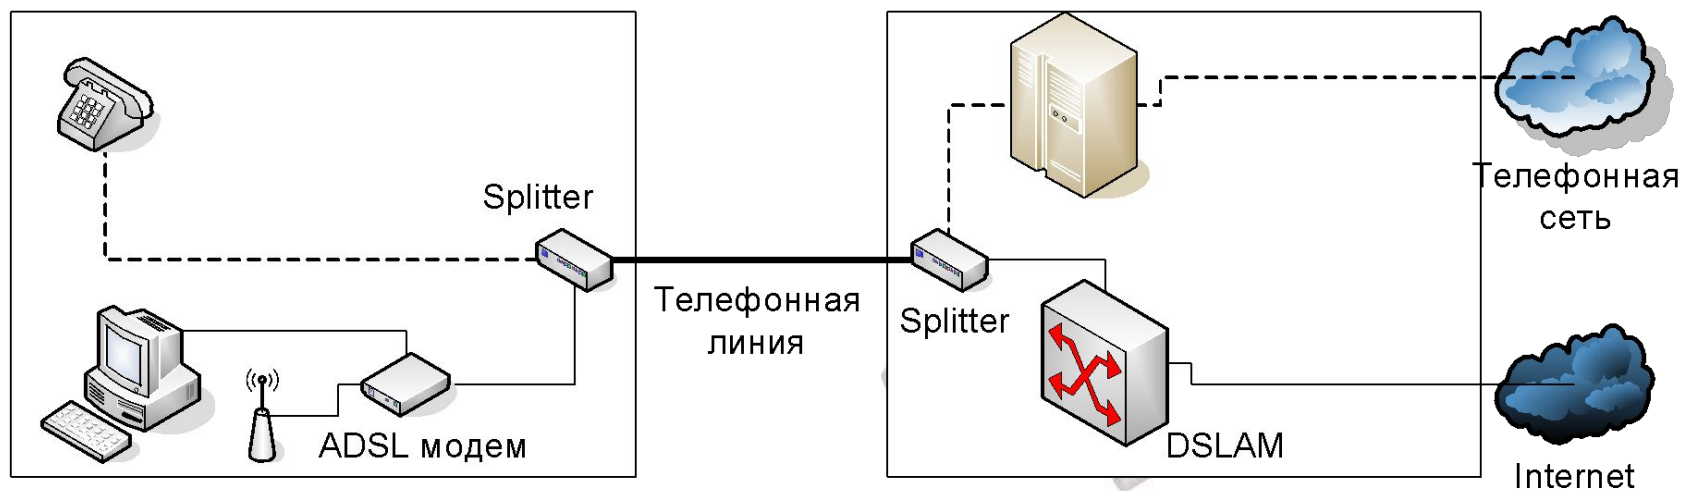 Splitter
Телефонная
линия
ADSL модем
Splitter
DSLAM
Телефонная
сеть
Internet